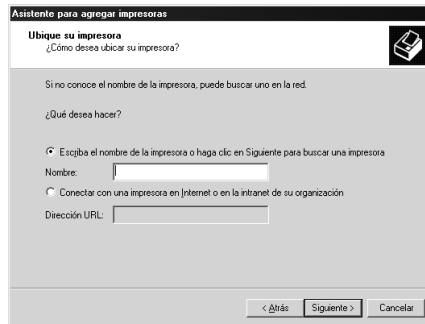 Asistente para agregar impresoras
Ubique su impresora
¿Cómo desea ubicar su impresora?
Si no conoce el nombre de la impresora, puede buscar uno en la red.
¿Qué desea hacer?
Escriba el nombre de la impresora o haga clic en Siguiente para buscar una impresora
Nombre:
Conectar con una impresora en Internet o en la intranet de su organización
Dirección URL:
< Atrás Siguiente > Cancelar